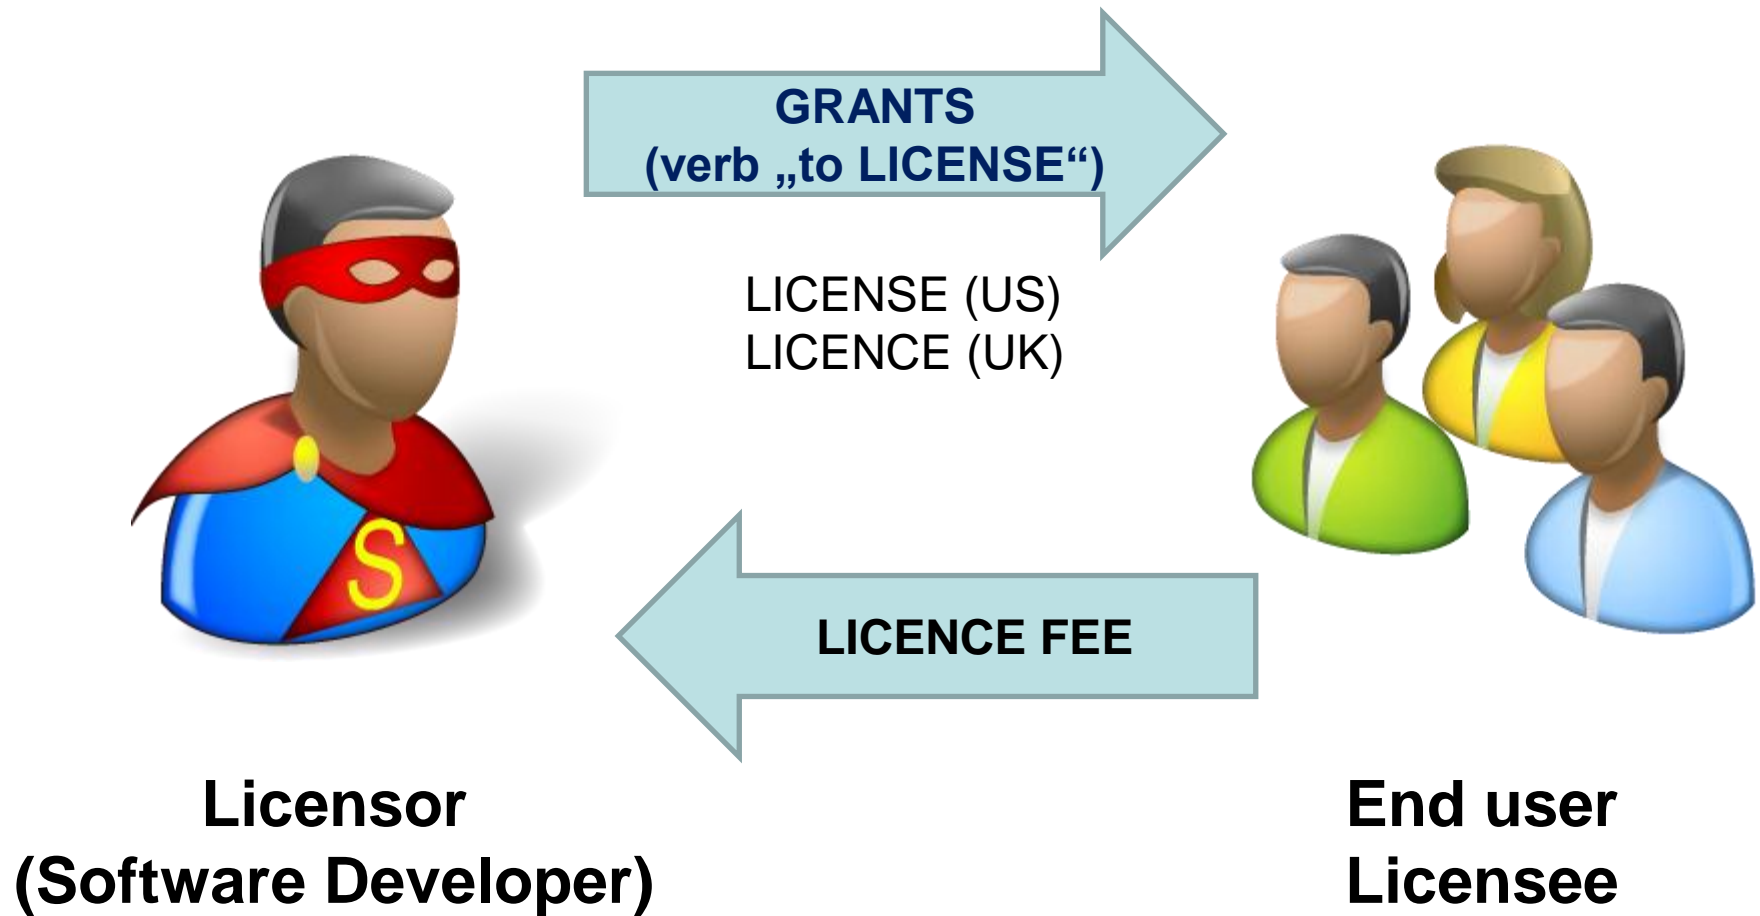 GRANTS
(verb „to LICENSE“)
LICENSE (US)
LICENCE (UK)
S
LICENCE FEE
Licensor
(Software Developer)
End user
Licensee